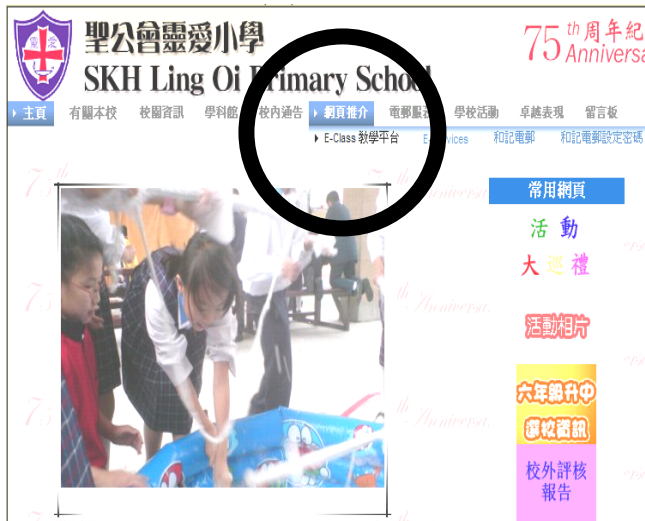 聖公會靈愛小學
SKH Ling Oi Primary School
75th 周年紀
Anniversa
主頁 有關本校 校園資訊 學科館 校內通告 網頁推介 電郵服務 學校活動 卓越表現 留言板
E-Class 教學平台 和記電郵 和記電郵設定密碼
常用網頁
活動
大巡禮
活動相片
六年級升中
選校資訊
校外評核
報告